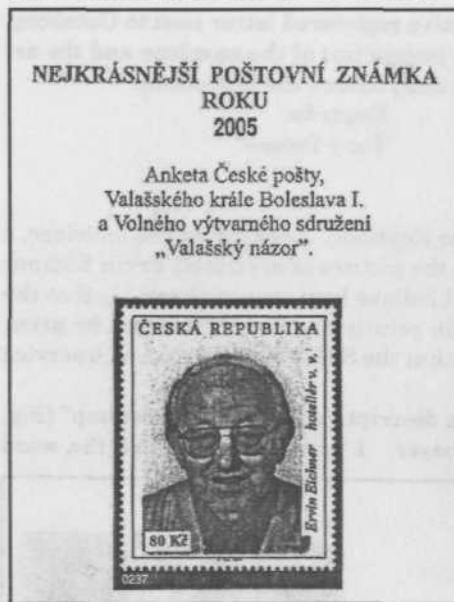 NEJKRÁSNĚJŠÍ POŠTOVNÍ ZNÁMKA
ROKU
2005
Anketa České pošty,
Valašského krále Boleslava I.
a Volného výtvarného sdružení
„Valašský názor".
ČESKÁ REPUBLIKA
Ervín Eichner hoteliér v. v.
80 Kč
0237